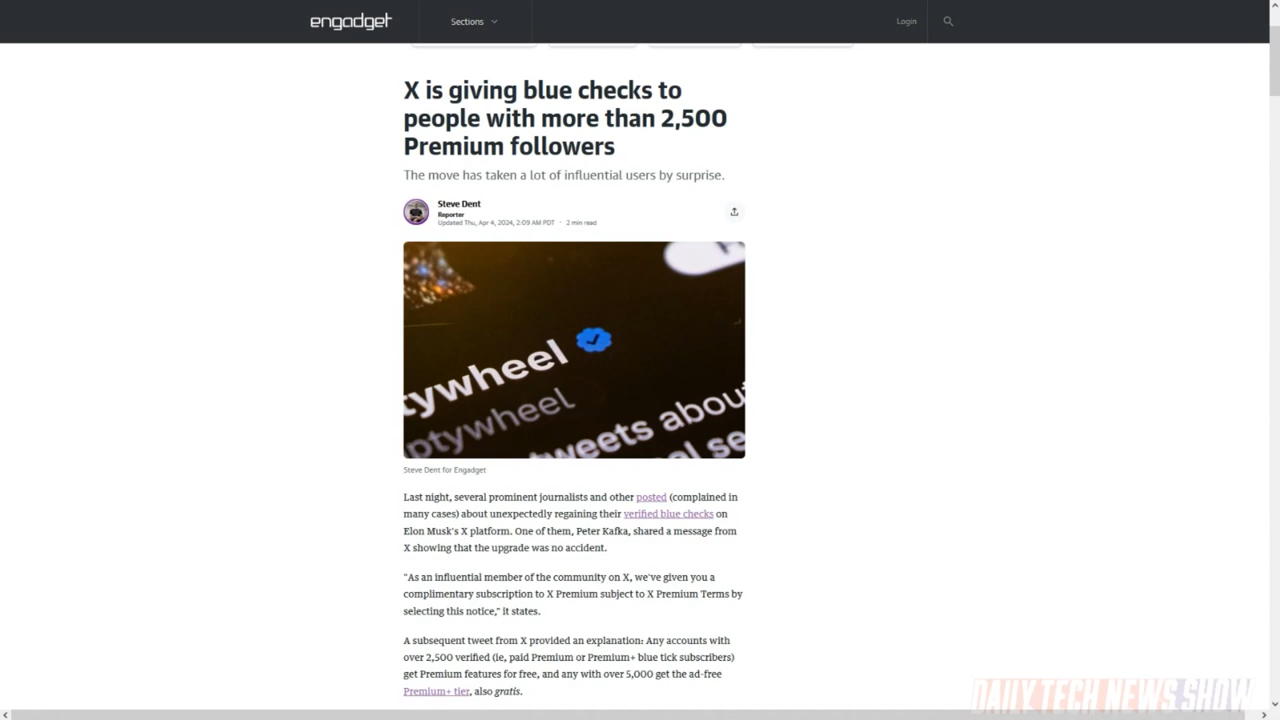 engadget
Sections
Login
X is giving blue checks to
people with more than 2,500
Premium followers
The move has taken a lot of influential users by surprise.
Steve Dent
Reporter
Updated Thu, Apr 4, 2024, 2:09 AM PDT · 2 min read
tywheel
ptywheel
tweets about
Steve Dent for Engadget
Last night, several prominent journalists and other posted (complained in
many cases) about unexpectedly regaining their verified blue checks on
Elon Musk's X platform. One of them, Peter Kafka, shared a message from
X showing that the upgrade was no accident.
"As an influential member of the community on X, we've given you a
complimentary subscription to X Premium subject to X Premium Terms by
selecting this notice," it states.
A subsequent tweet from X provided an explanation: Any accounts with
over 2,500 verified (ie, paid Premium or Premium+ blue tick subscribers)
get Premium features for free, and any with over 5,000 get the ad-free
Premium+ tier, also gratis.
DAILY TECH NEWS SHOW